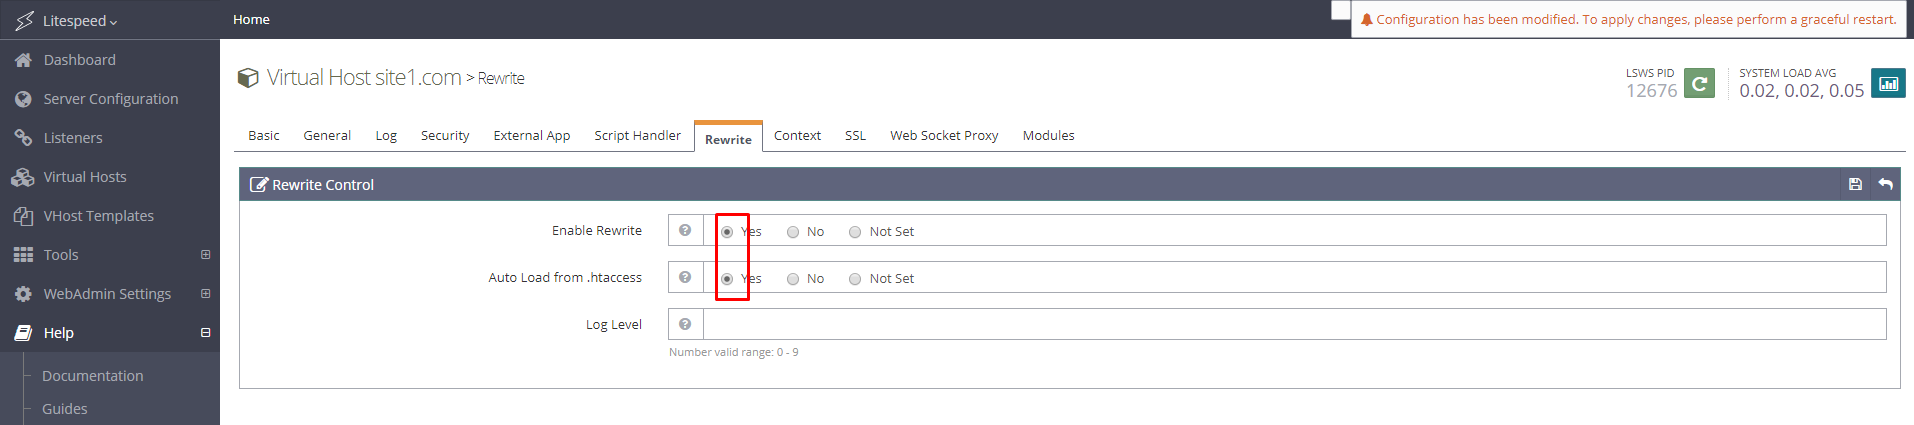 Litespeed
Home
Configuration has been modified. To apply changes, please perform a graceful restart.
Dashboard
Server Configuration
Listeners
Virtual Hosts
VHost Templates
Tools
WebAdmin Settings
Help
Documentation
Guides
Virtual Host site1.com > Rewrite
LSWS PID
12676
SYSTEM LOAD AVG
0.02, 0.02, 0.05
Basic General Log Security External App Script Handler Rewrite Context SSL Web Socket Proxy Modules
Rewrite Control
Enable Rewrite Yes No Not Set
Auto Load from .htaccess Yes No Not Set
Log Level
Number valid range: 0 - 9